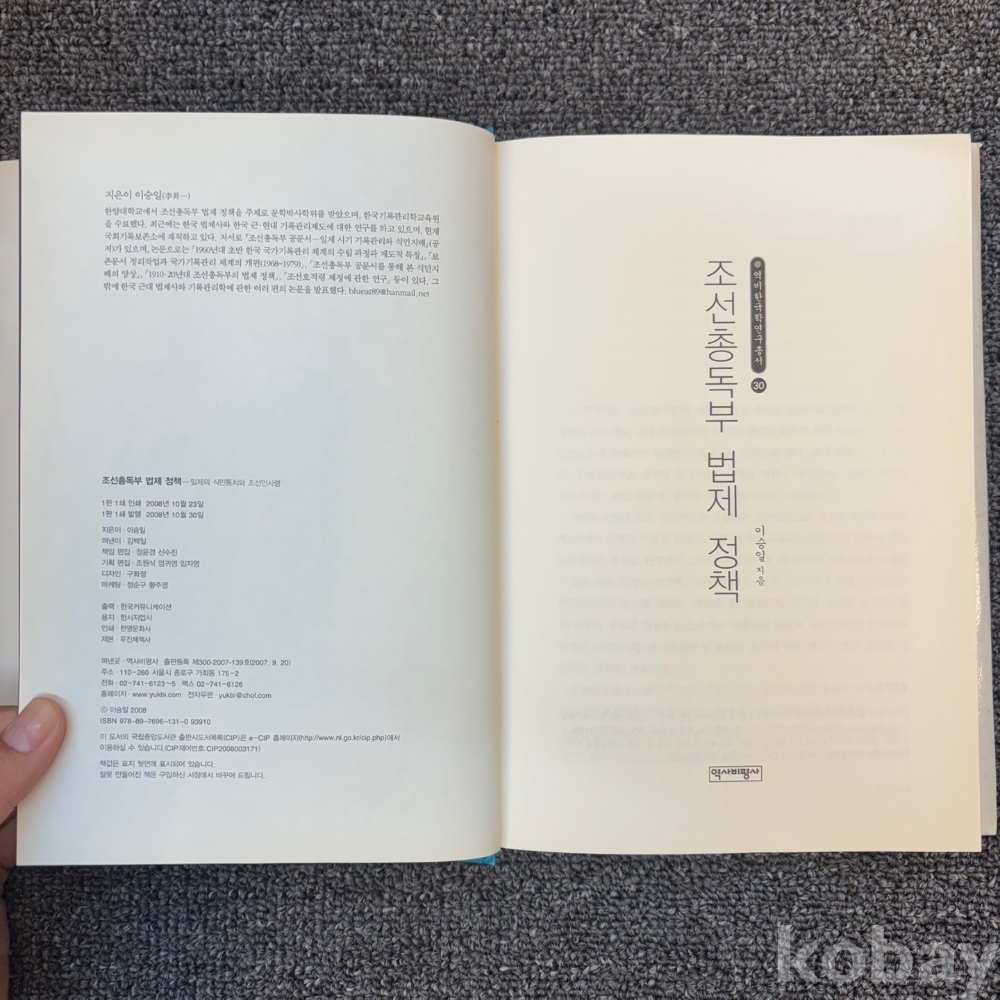 지은이 이승일(李昇一)
한양대학교에서 조선총독부 법제 정책을 주제로 문학박사학위를 받았으며, 한국기록관리학교육원
을 수료했다. 최근에는 한국 법제사와 한국 근·현대 기록관리제도에 대한 연구를 하고 있으며, 현재
국회기록보존소에 재직하고 있다. 저서로 『조선총독부 공문서―일제 시기 기록관리와 식민지배』(공
저)가 있으며, 논문으로는 「1960년대 초반 한국 국가기록관리 체계의 수립 과정과 제도적 특징」, 「보
존문서 정리작업과 국가기록관리 체계의 개편(1968~1979)」, 「조선총독부 공문서를 통해 본 식민지
배의 양상」, 「1910·20년대 조선총독부의 법제 정책」, 「조선호적령 제정에 관한 연구」 등이 있다. 그
밖에 한국 근대 법제사와 기록관리학에 관한 여러 편의 논문을 발표했다. blueat89@hanmail.net
조선총독부 법제 정책―일제의 식민통치와 조선민사령
1판 1쇄 인쇄 2008년 10월 23일
1판 1쇄 발행 2008년 10월 30일
지은이·이승일
펴낸이·김백일
책임 편집·정윤경 신수진
기획 편집·조원식 염귀영 임자영
디자인·구화정
마케팅·정순구 황주영
출력·한국커뮤니케이션
용지·한서지업사
인쇄·한영문화사
제본·우진제책사
펴낸곳·역사비평사 출판등록 제300-2007-139호(2007. 9. 20)
주소·110-260 서울시 종로구 가회동 175-2
전화·02-741-6123~5 팩스 02-741-6126
홈페이지·www.yukbi.com 전자우편·yukbi@chol.com
ⓒ 이승일 2008
ISBN 978-89-7696-131-0 93910
이 도서의 국립중앙도서관 출판시도서목록(CIP)은 e-CIP 홈페이지(http://www.nl.go.kr/cip.php)에서
이용하실 수 있습니다.(CIP제어번호:CIP2008003171)
책값은 표지 뒷면에 표시되어 있습니다.
잘못 만들어진 책은 구입하신 서점에서 바꾸어 드립니다.
역비한국학연구총서 30
조선총독부 법제 정책
이승일 지음
역사비평사
kobay